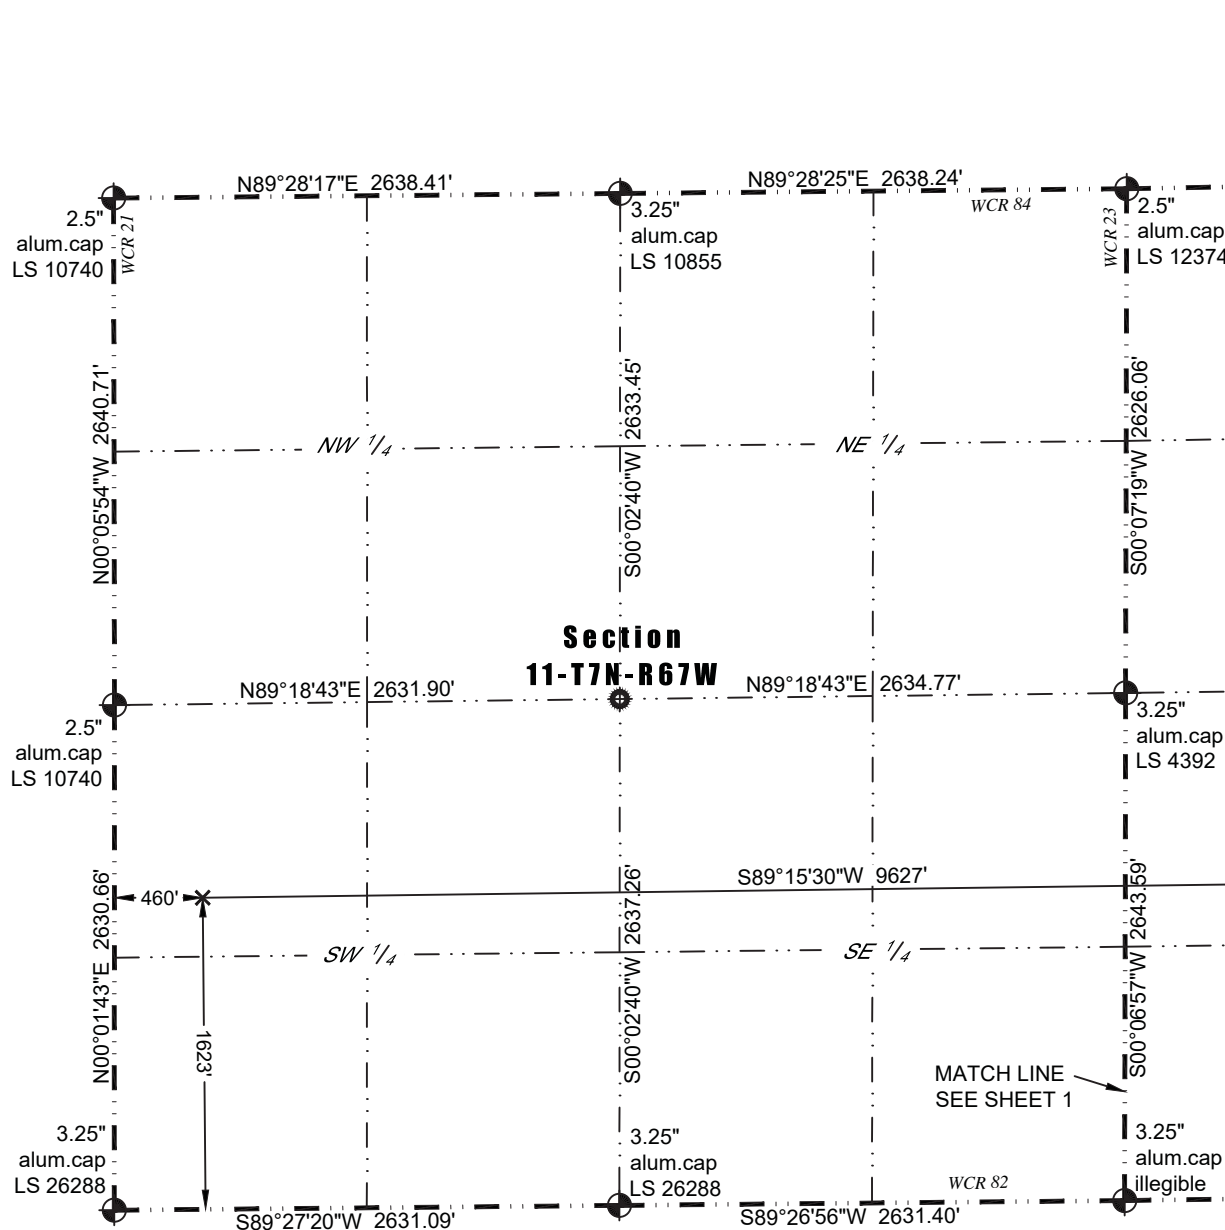 N89°28'17"E 2638.41'
N89°28'25"E 2638.24'
WCR 84
2.5"
alum.cap
LS 10740
WCR 21
3.25"
alum.cap
LS 10855
WCR 23
2.5"
alum.cap
LS 12374
N00°05'54"W 2640.71'
S00°02'40"W 2633.45'
S00°07'19"W 2626.06'
NW 1/4
NE 1/4
Section
11-T7N-R67W
N89°18'43"E 2631.90'
N89°18'43"E 2634.77'
2.5"
alum.cap
LS 10740
3.25"
alum.cap
LS 4392
S89°15'30"W 9627'
460'
N00°01'43"E 2630.66'
S00°02'40"W 2637.26'
S00°06'57"W 2643.59'
SW 1/4
SE 1/4
1623'
MATCH LINE
SEE SHEET 1
3.25"
alum.cap
LS 26288
3.25"
alum.cap
LS 26288
3.25"
alum.cap
illegible
WCR 82
S89°27'20"W 2631.09'
S89°26'56"W 2631.40'